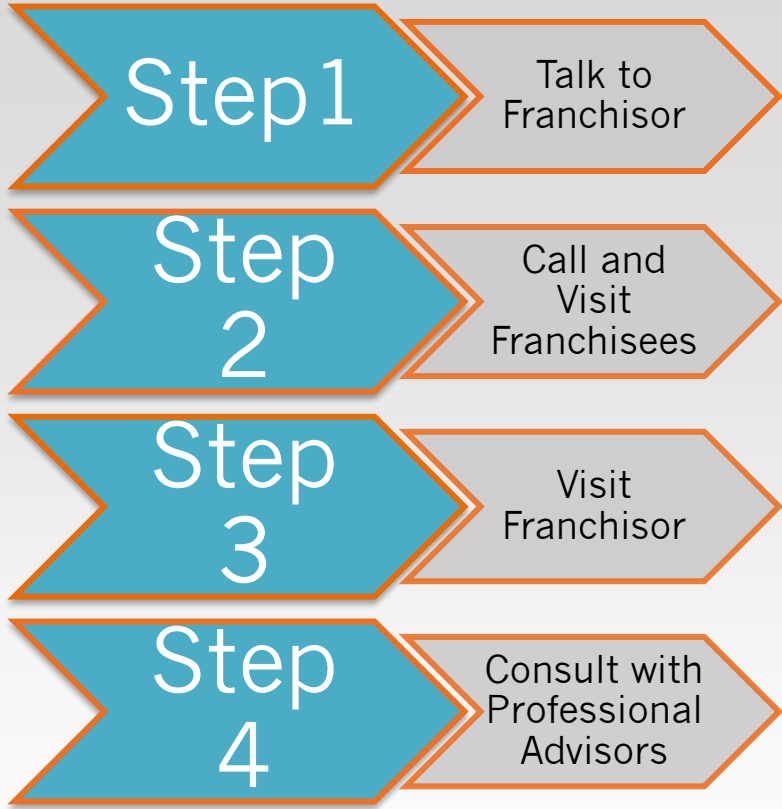 Step1
Talk to
Franchisor
Step
2
Call and
Visit
Franchisees
Step
3
Visit
Franchisor
Step
4
Consult with
Professional
Advisors